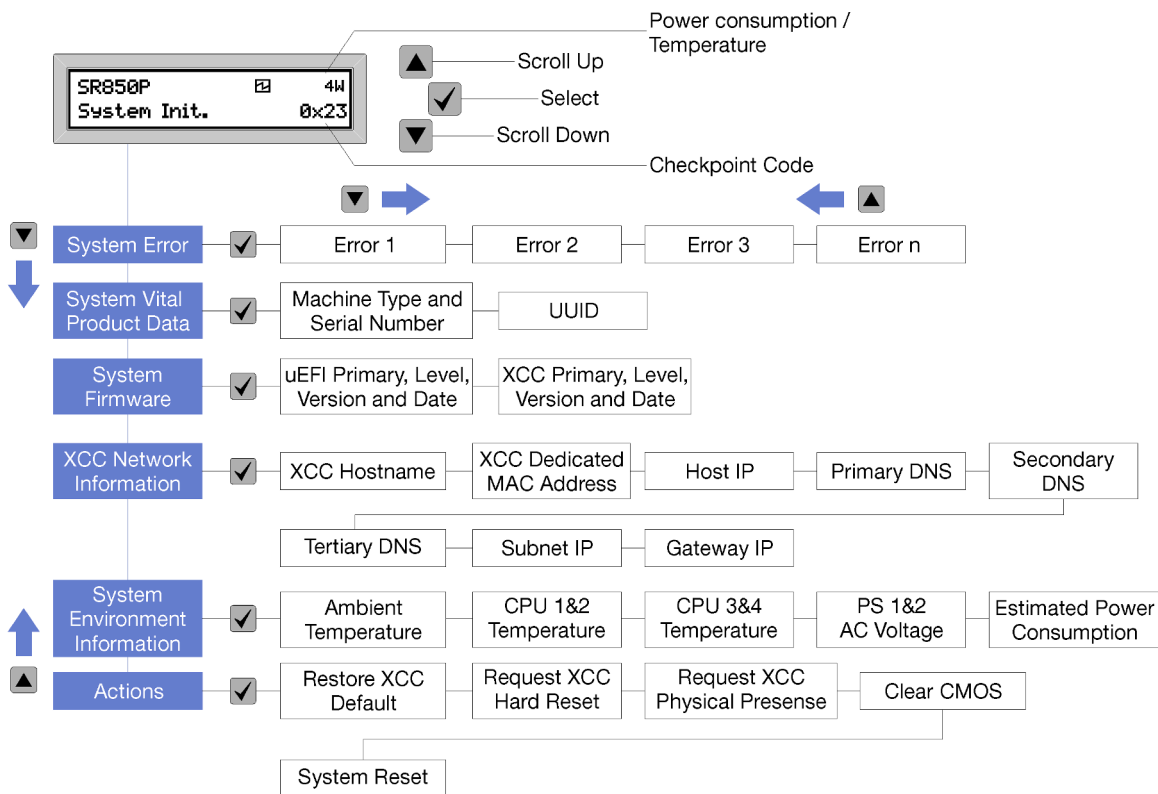 Power consumption /
Temperature
SR850P 4W
System Init. 0x23
Scroll Up
Select
Scroll Down
Checkpoint Code
System Error
Error 1
Error 2
Error 3
Error n
System Vital
Product Data
Machine Type and
Serial Number
UUID
System
Firmware
uEFI Primary, Level,
Version and Date
XCC Primary, Level,
Version and Date
XCC Network
Information
XCC Hostname
XCC Dedicated
MAC Address
Host IP
Primary DNS
Secondary
DNS
Tertiary DNS
Subnet IP
Gateway IP
System
Environment
Information
Ambient
Temperature
CPU 1&2
Temperature
CPU 3&4
Temperature
PS 1&2
AC Voltage
Estimated Power
Consumption
Actions
Restore XCC
Default
Request XCC
Hard Reset
Request XCC
Physical Presense
Clear CMOS
System Reset